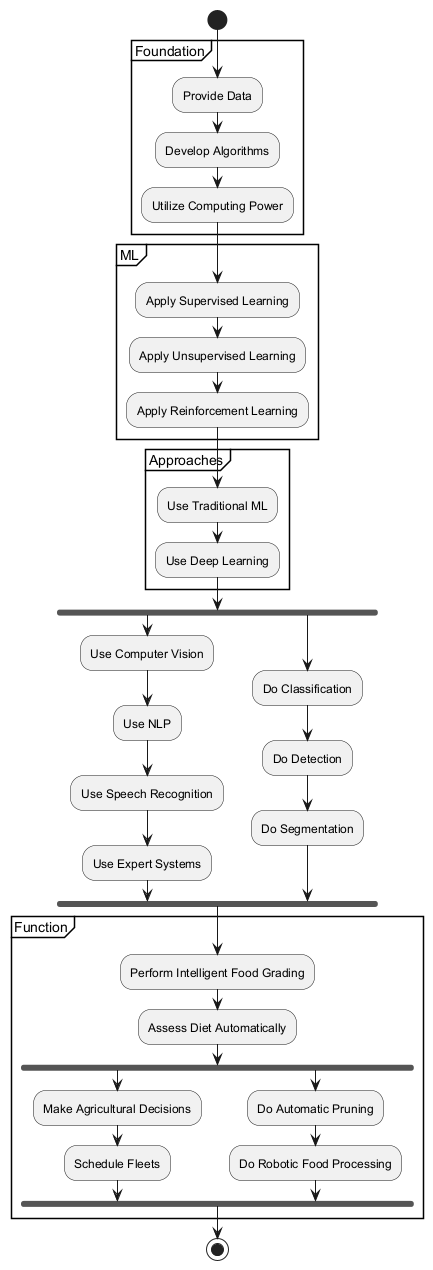 Foundation
Provide Data
Develop Algorithms
Utilize Computing Power
ML
Apply Supervised Learning
Apply Unsupervised Learning
Apply Reinforcement Learning
Approaches
Use Traditional ML
Use Deep Learning
Use Computer Vision
Use NLP
Use Speech Recognition
Use Expert Systems
Do Classification
Do Detection
Do Segmentation
Function
Perform Intelligent Food Grading
Assess Diet Automatically
Make Agricultural Decisions
Schedule Fleets
Do Automatic Pruning
Do Robotic Food Processing